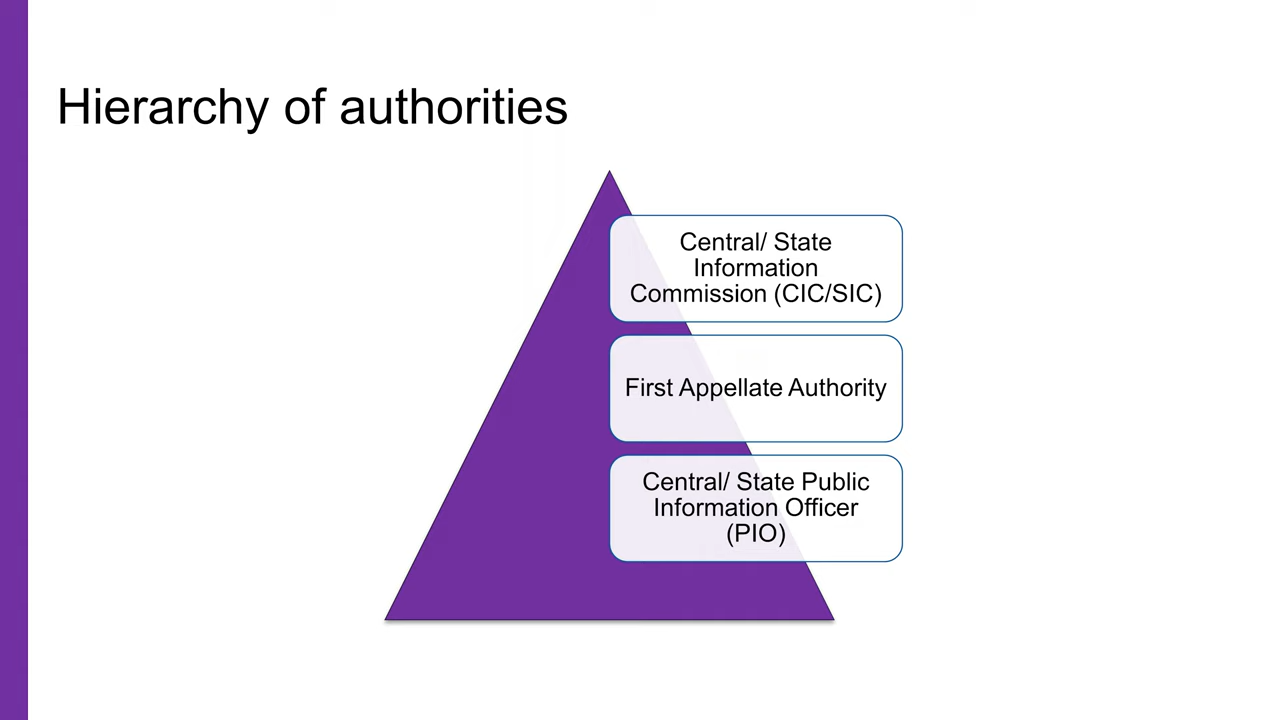 Hierarchy of authorities
Central/ State
Information
Commission (CIC/SIC)
First Appellate Authority
Central/ State Public
Information Officer
(PIO)